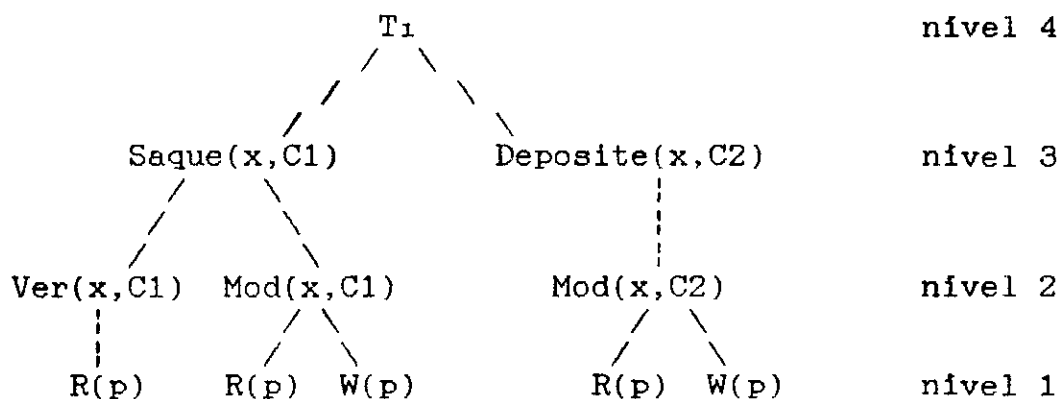 T1 nível 4
Saque(x,C1) Deposite(x,C2) nível 3
Ver(x,C1) Mod(x,C1) Mod(x,C2) nível 2
R(p) R(p) W(p) R(p) W(p) nível 1